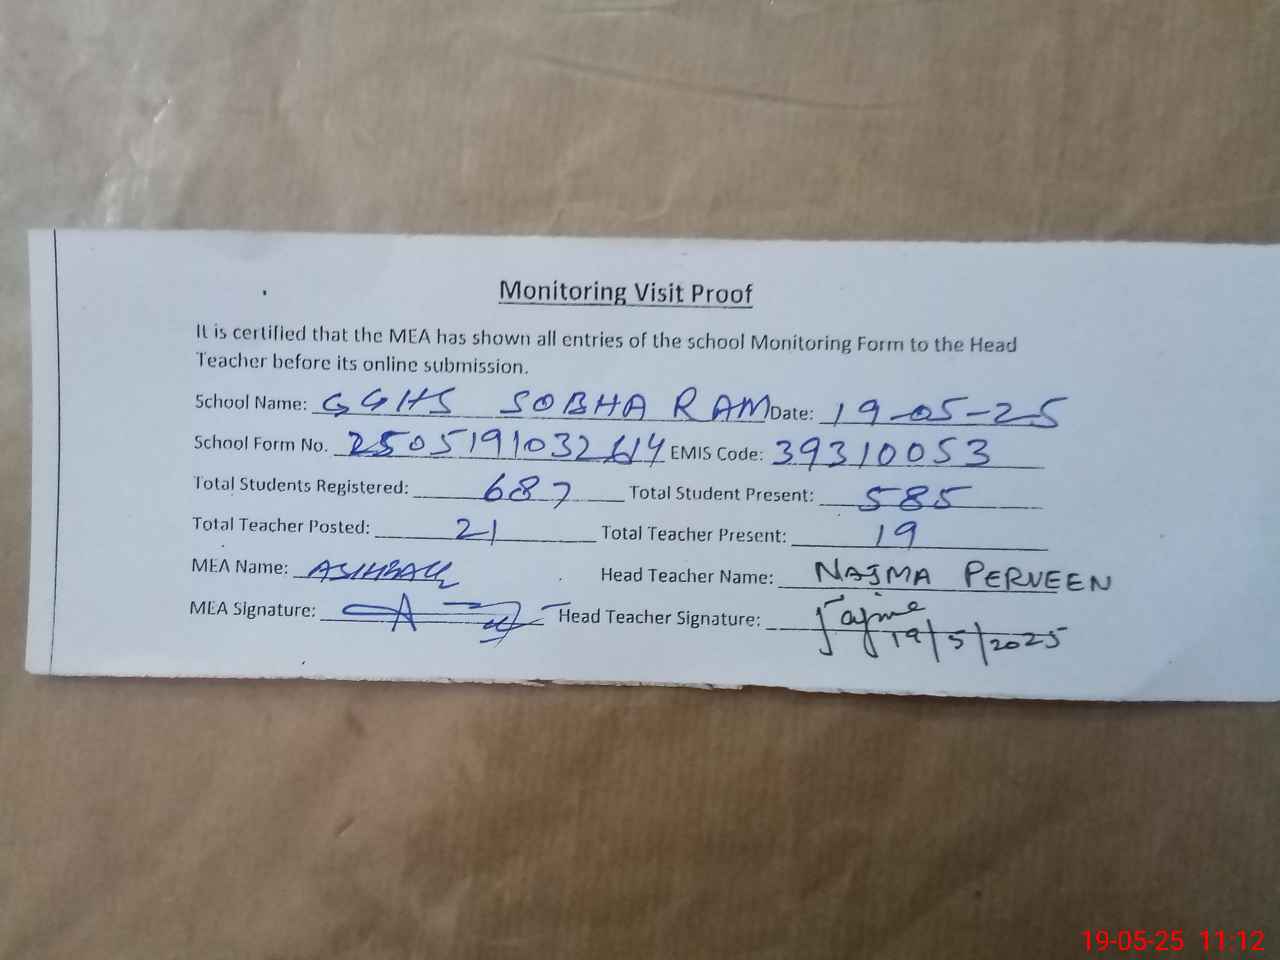 Monitoring Visit Proof
It is certified that the MEA has shown all entries of the school Monitoring Form to the Head
Teacher before its online submission.
School Name: GGHS SOBHA RAM Date: 19-05-25
School Form No. EMIS Code: 39310053
Total Students Registered: 687 Total Student Present: 585
Total Teacher Posted: 21 Total Teacher Present: 19
MEA Name: Head Teacher Name: NAJMA PERVEEN
MEA Signature: Head Teacher Signature: Najma
19/5/2025
19-05-25 11:12